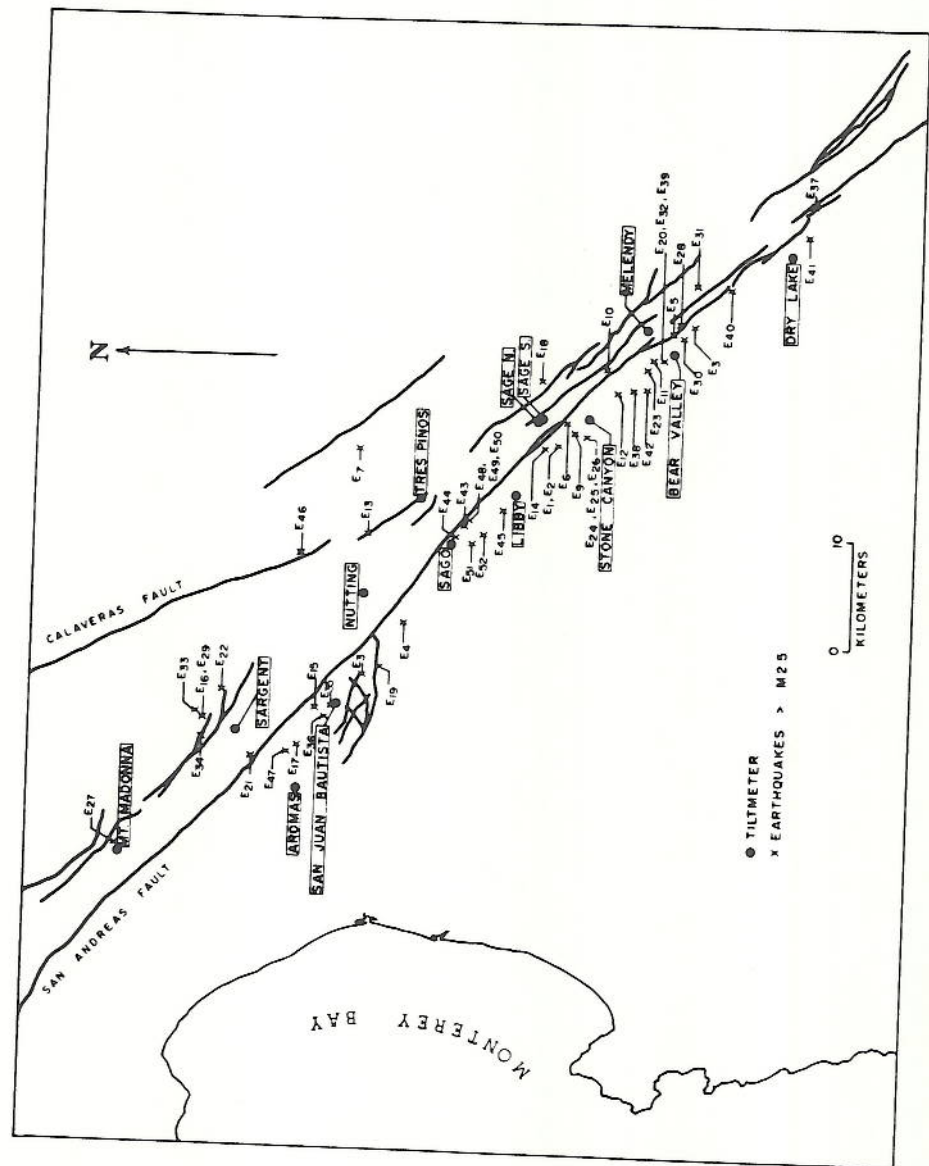 N
CALAVERAS FAULT
SAN ANDREAS FAULT
MONTEREY BAY
E27
MT. MADONNA
E33
E16, E29
E22
E34
SARGENT
E21
E47
E17
AROMAS
E15
E36
SAN JUAN BAUTISTA
E3
E19
E4
NUTTING
E46
E13
E7
TRES PINOS
SAGO
E44
E43
E48,
E49, E50
E51
E52
E45
LIBBY
SAGE N.
SAGE S.
E18
E14
E1, E2
E6
E9
E24, E25, E26
STONE CANYON
E10
E12
E38
E42
E23
E11
MELENDY
E20, E32, E39
E28
E31
E5
E30
E3
BEAR VALLEY
E40
DRY LAKE
E41
E37
TILTMETER
x EARTHQUAKES > M2.5
0 10
KILOMETERS